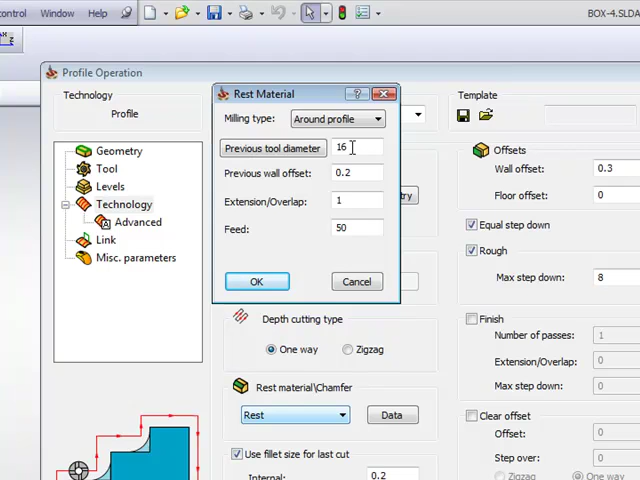 control Window Help
BOX-4.SLDA
Profile Operation
Technology
Profile
Geometry
Tool
Levels
Technology
Advanced
Link
Misc. parameters
Rest Material
Milling type: Around profile
Previous tool diameter 16
Previous wall offset: 0.2
Extension/Overlap: 1
Feed: 50
OK Cancel
Depth cutting type
One way Zigzag
Rest material\Chamfer
Rest Data
Use fillet size for last cut
Internal: 0.2
Template
Offsets
Wall offset: 0.3
Floor offset: 0
Equal step down
Rough
Max step down: 8
Finish
Number of passes: 1
Extension/Overlap: 0
Max step down: 0
Clear offset
Offset: 0
Step over: 0
Zigzag One way